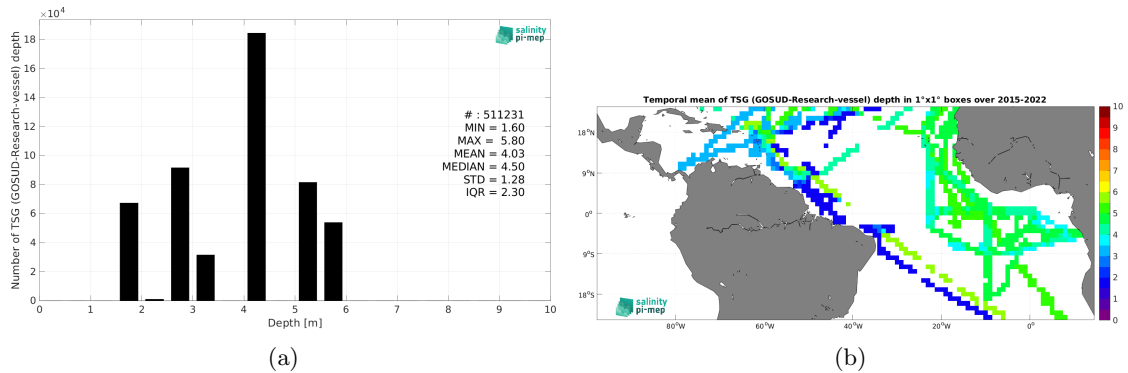 ×10⁴
18
16
14
12
10
8
6
4
2
0
Number of TSG (GOSUD-Research-vessel) depth
salinity
pi-mep
# : 511231
MIN = 1.60
MAX = 5.80
MEAN = 4.03
MEDIAN = 4.50
STD = 1.28
IQR = 2.30
0 1 2 3 4 5 6 7 8 9 10
Depth [m]
(a)
Temporal mean of TSG (GOSUD-Research-vessel) depth in 1°x1° boxes over 2015-2022
18°N
9°N
0°
9°S
18°S
salinity
pi-mep
80°W 60°W 40°W 20°W 0°
10
9
8
7
6
5
4
3
2
1
0
(b)